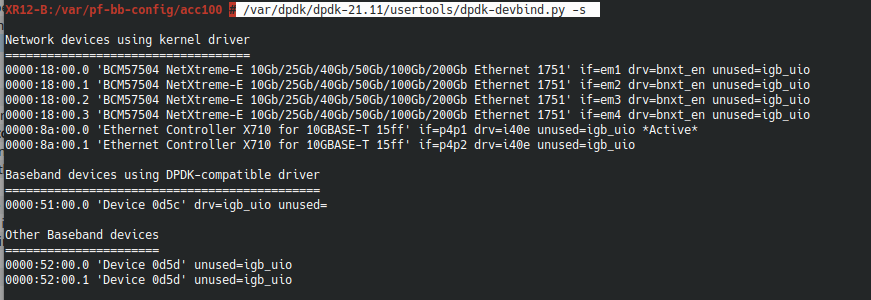 XR12-B:/var/pf-bb-config/acc100 # /var/dpdk/dpdk-21.11/usertools/dpdk-devbind.py -s
Network devices using kernel driver
===================================
0000:18:00.0 'BCM57504 NetXtreme-E 10Gb/25Gb/40Gb/50Gb/100Gb/200Gb Ethernet 1751' if=em1 drv=bnxt_en unused=igb_uio
0000:18:00.1 'BCM57504 NetXtreme-E 10Gb/25Gb/40Gb/50Gb/100Gb/200Gb Ethernet 1751' if=em2 drv=bnxt_en unused=igb_uio
0000:18:00.2 'BCM57504 NetXtreme-E 10Gb/25Gb/40Gb/50Gb/100Gb/200Gb Ethernet 1751' if=em3 drv=bnxt_en unused=igb_uio
0000:18:00.3 'BCM57504 NetXtreme-E 10Gb/25Gb/40Gb/50Gb/100Gb/200Gb Ethernet 1751' if=em4 drv=bnxt_en unused=igb_uio
0000:8a:00.0 'Ethernet Controller X710 for 10GBASE-T 15ff' if=p4p1 drv=i40e unused=igb_uio *Active*
0000:8a:00.1 'Ethernet Controller X710 for 10GBASE-T 15ff' if=p4p2 drv=i40e unused=igb_uio
Baseband devices using DPDK-compatible driver
=============================================
0000:51:00.0 'Device 0d5c' drv=igb_uio unused=
Other Baseband devices
======================
0000:52:00.0 'Device 0d5d' unused=igb_uio
0000:52:00.1 'Device 0d5d' unused=igb_uio